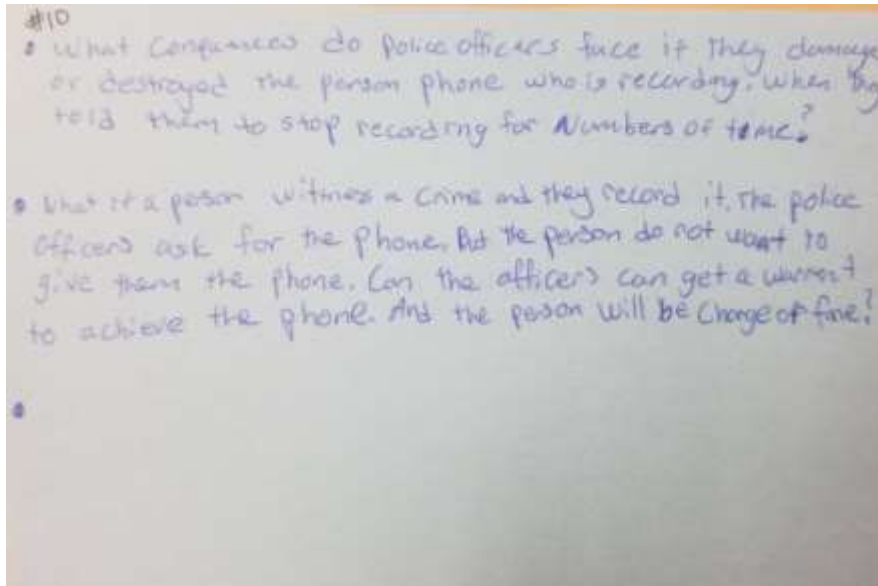 #10
• What Conquences do Police officers face if they damage
or destroyed the person phone who is recording. When they
told them to stop recording for Numbers of time?
• What if a person witness a Crime and they record it. The police
Officers ask for the Phone. But the person do not want to
give them the phone. Can the officers can get a warrent
to achieve the phone. And the person will be Charge of fine?
•